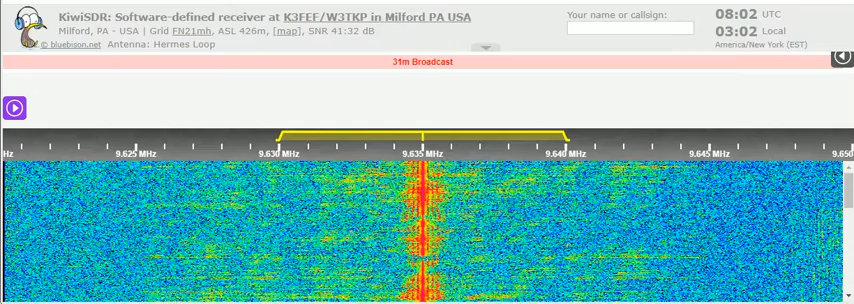 KiwiSDR: Software-defined receiver at K3FEF/W3TKP in Milford PA USA
Milford, PA - USA | Grid FN21mh, ASL 426m, [map], SNR 41:32 dB
© bluebison.net Antenna: Hermes Loop
Your name or callsign:
08:02 UTC
03:02 Local
America/New York (EST)
31m Broadcast
Hz 9.625 MHz 9.630 MHz 9.635 MHz 9.640 MHz 9.645 MHz 9.650